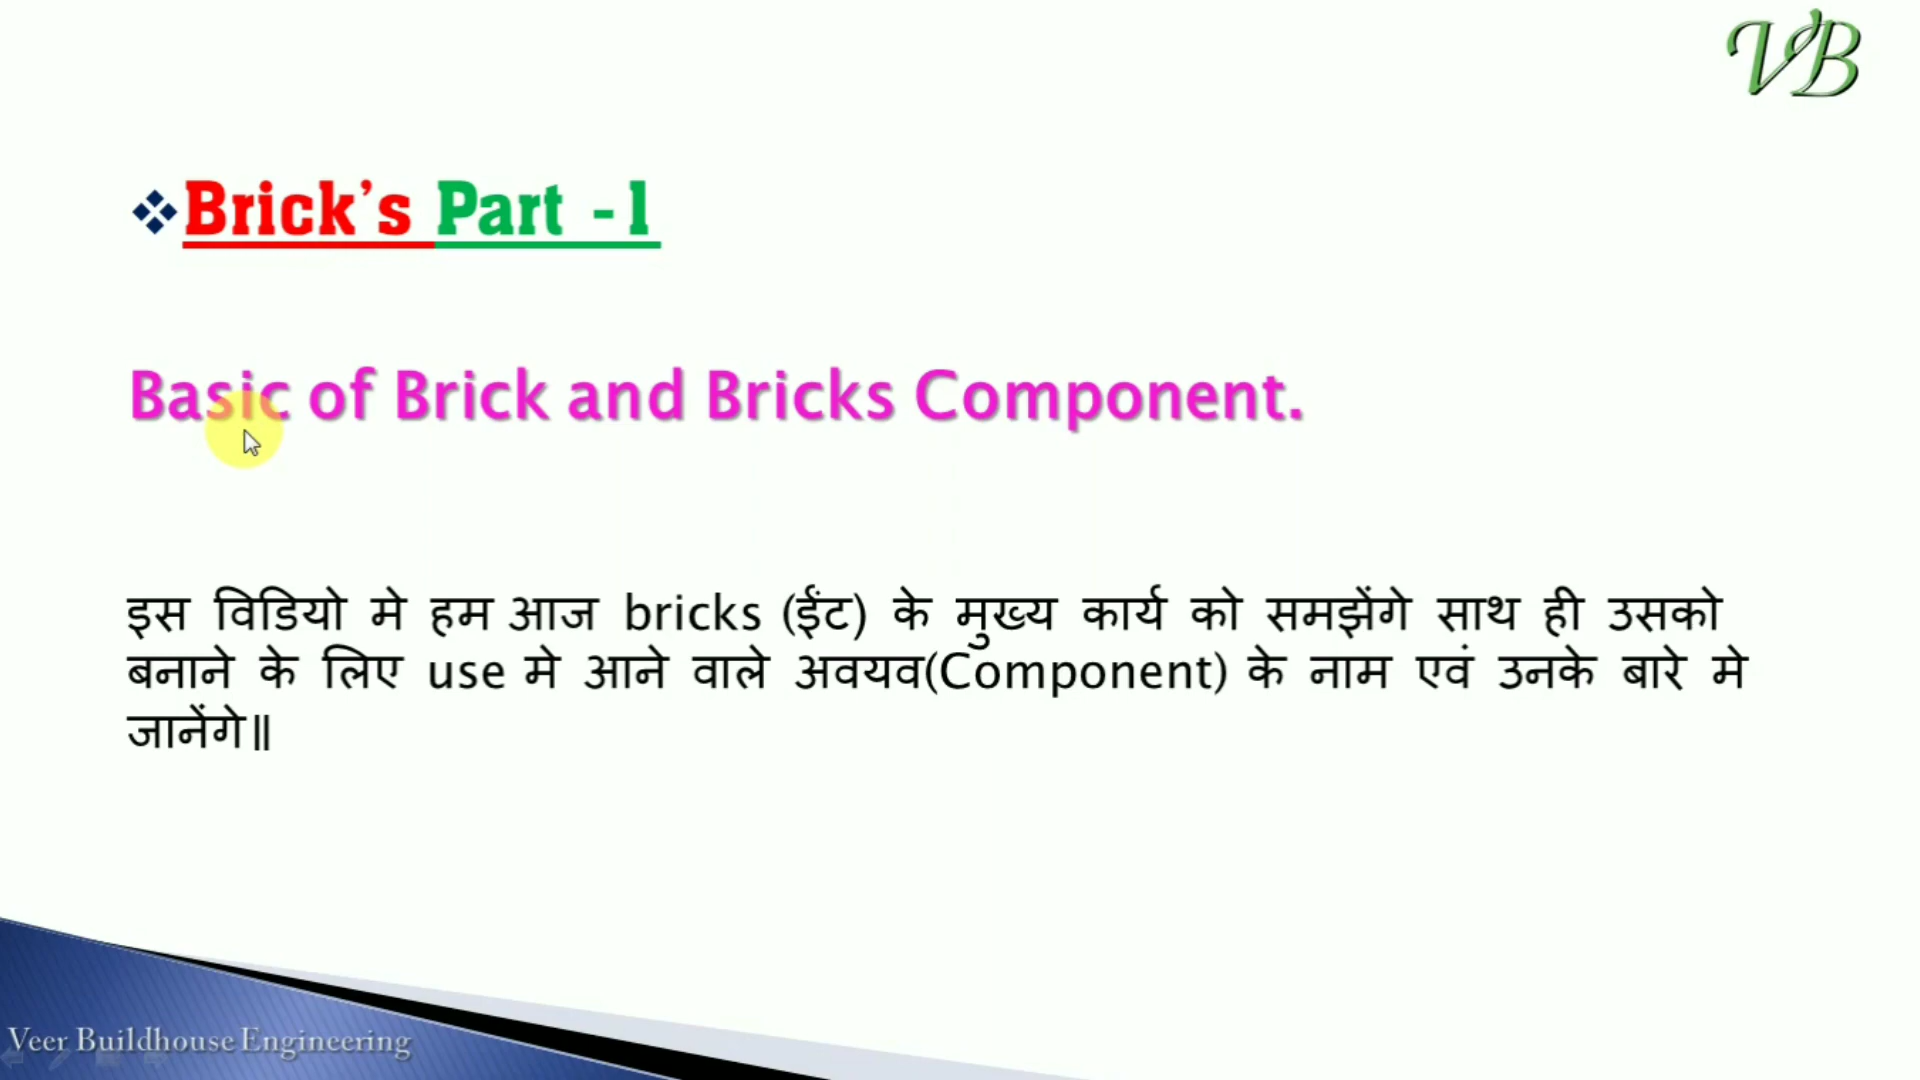 VB
❖Brick's Part -1
Basic of Brick and Bricks Component.
इस विडियो मे हम आज bricks (ईंट) के मुख्य कार्य को समझेंगे साथ ही उसको
बनाने के लिए use मे आने वाले अवयव(Component) के नाम एवं उनके बारे मे
जानेंगे॥
Veer Buildhouse Engineering